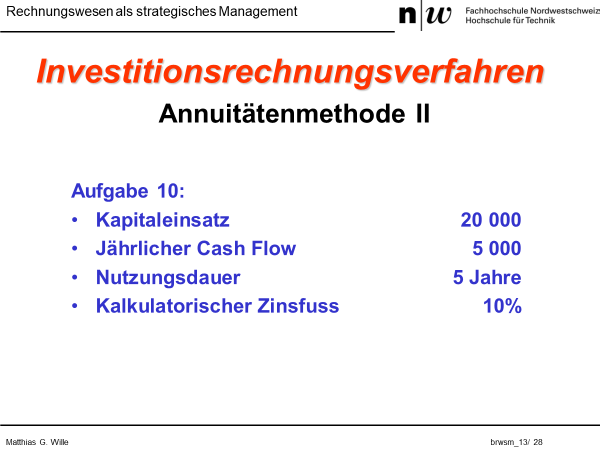 Rechnungswesen als strategisches Management
n|w
Fachhochschule Nordwestschweiz
Hochschule für Technik
Investitionsrechnungsverfahren
Annuitätenmethode II
Aufgabe 10:
• Kapitaleinsatz 20 000
• Jährlicher Cash Flow 5 000
• Nutzungsdauer 5 Jahre
• Kalkulatorischer Zinsfuss 10%
Matthias G. Wille brwsm_13/ 28